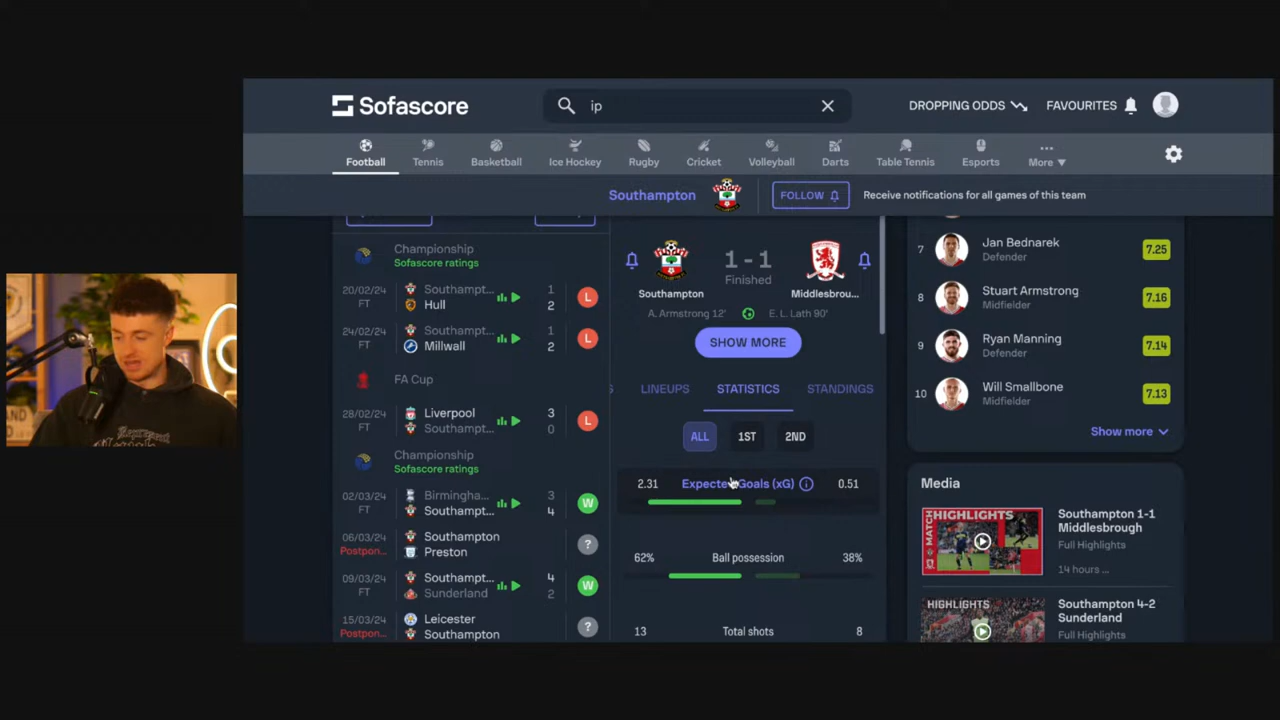 Sofascore
ip
DROPPING ODDS
FAVOURITES
Football
Tennis
Basketball
Ice Hockey
Rugby
Cricket
Volleyball
Darts
Table Tennis
Esports
More
Southampton
FOLLOW
Receive notifications for all games of this team
Championship
Sofascore ratings
20/02/24
FT
Southampt...
Hull
1
2
L
24/02/24
FT
Southampt...
Millwall
1
2
L
FA Cup
28/02/24
FT
Liverpool
Southampt...
3
0
L
Championship
Sofascore ratings
02/03/24
FT
Birmingha...
Southampt...
3
4
W
06/03/24
Postpon...
Southampton
Preston
?
09/03/24
FT
Southampt...
Sunderland
4
2
W
15/03/24
Postpon...
Leicester
Southampton
?
1 - 1
Finished
Southampton
Middlesbrou...
A. Armstrong 12'
E. L. Lath 90'
SHOW MORE
LINEUPS
STATISTICS
STANDINGS
ALL
1ST
2ND
2.31 Expected Goals (xG) 0.51
62% Ball possession 38%
13 Total shots 8
7 Jan Bednarek 7.25
Defender
8 Stuart Armstrong 7.16
Midfielder
9 Ryan Manning 7.14
Defender
10 Will Smallbone 7.13
Midfielder
Show more
Media
MATCH HIGHLIGHTS
Southampton 1-1
Middlesbrough
Full Highlights
14 hours ...
HIGHLIGHTS
Southampton 4-2
Sunderland
Full Highlights